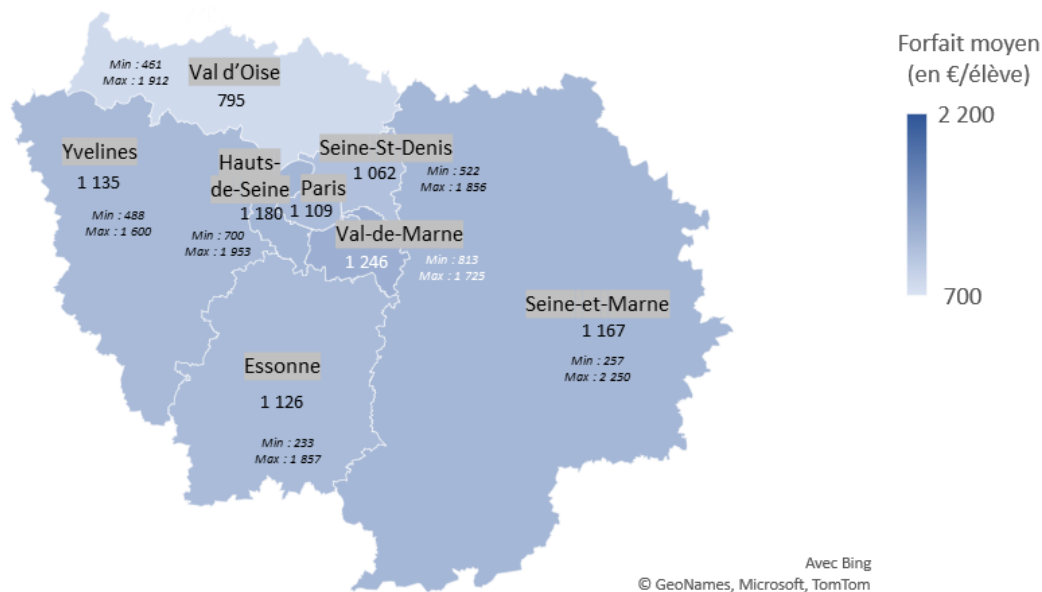 Forfait moyen
(en €/élève)
2 200
700
Val d'Oise
795
Min : 461
Max : 1 912
Yvelines
1 135
Min : 488
Max : 1 600
Hauts-
de-Seine
1 180
Min : 700
Max : 1 953
Paris
1 109
Seine-St-Denis
1 062
Min : 522
Max : 1 856
Val-de-Marne
1 246
Min : 813
Max : 1 725
Seine-et-Marne
1 167
Min : 257
Max : 2 250
Essonne
1 126
Min : 233
Max : 1 857
Avec Bing
© GeoNames, Microsoft, TomTom